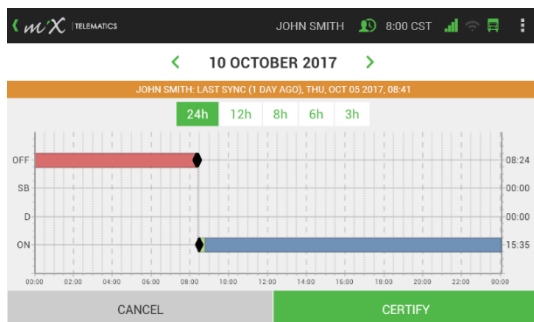 mix TELEMATICS JOHN SMITH 8:00 CST
10 OCTOBER 2017
JOHN SMITH: LAST SYNC (1 DAY AGO), THU, OCT 05 2017, 08:41
24h 12h 8h 6h 3h
OFF 08:24
SB 00:00
D 00:00
ON 15:35
00:00 02:00 04:00 06:00 08:00 10:00 12:00 14:00 16:00 18:00 20:00 22:00 00:00
CANCEL CERTIFY